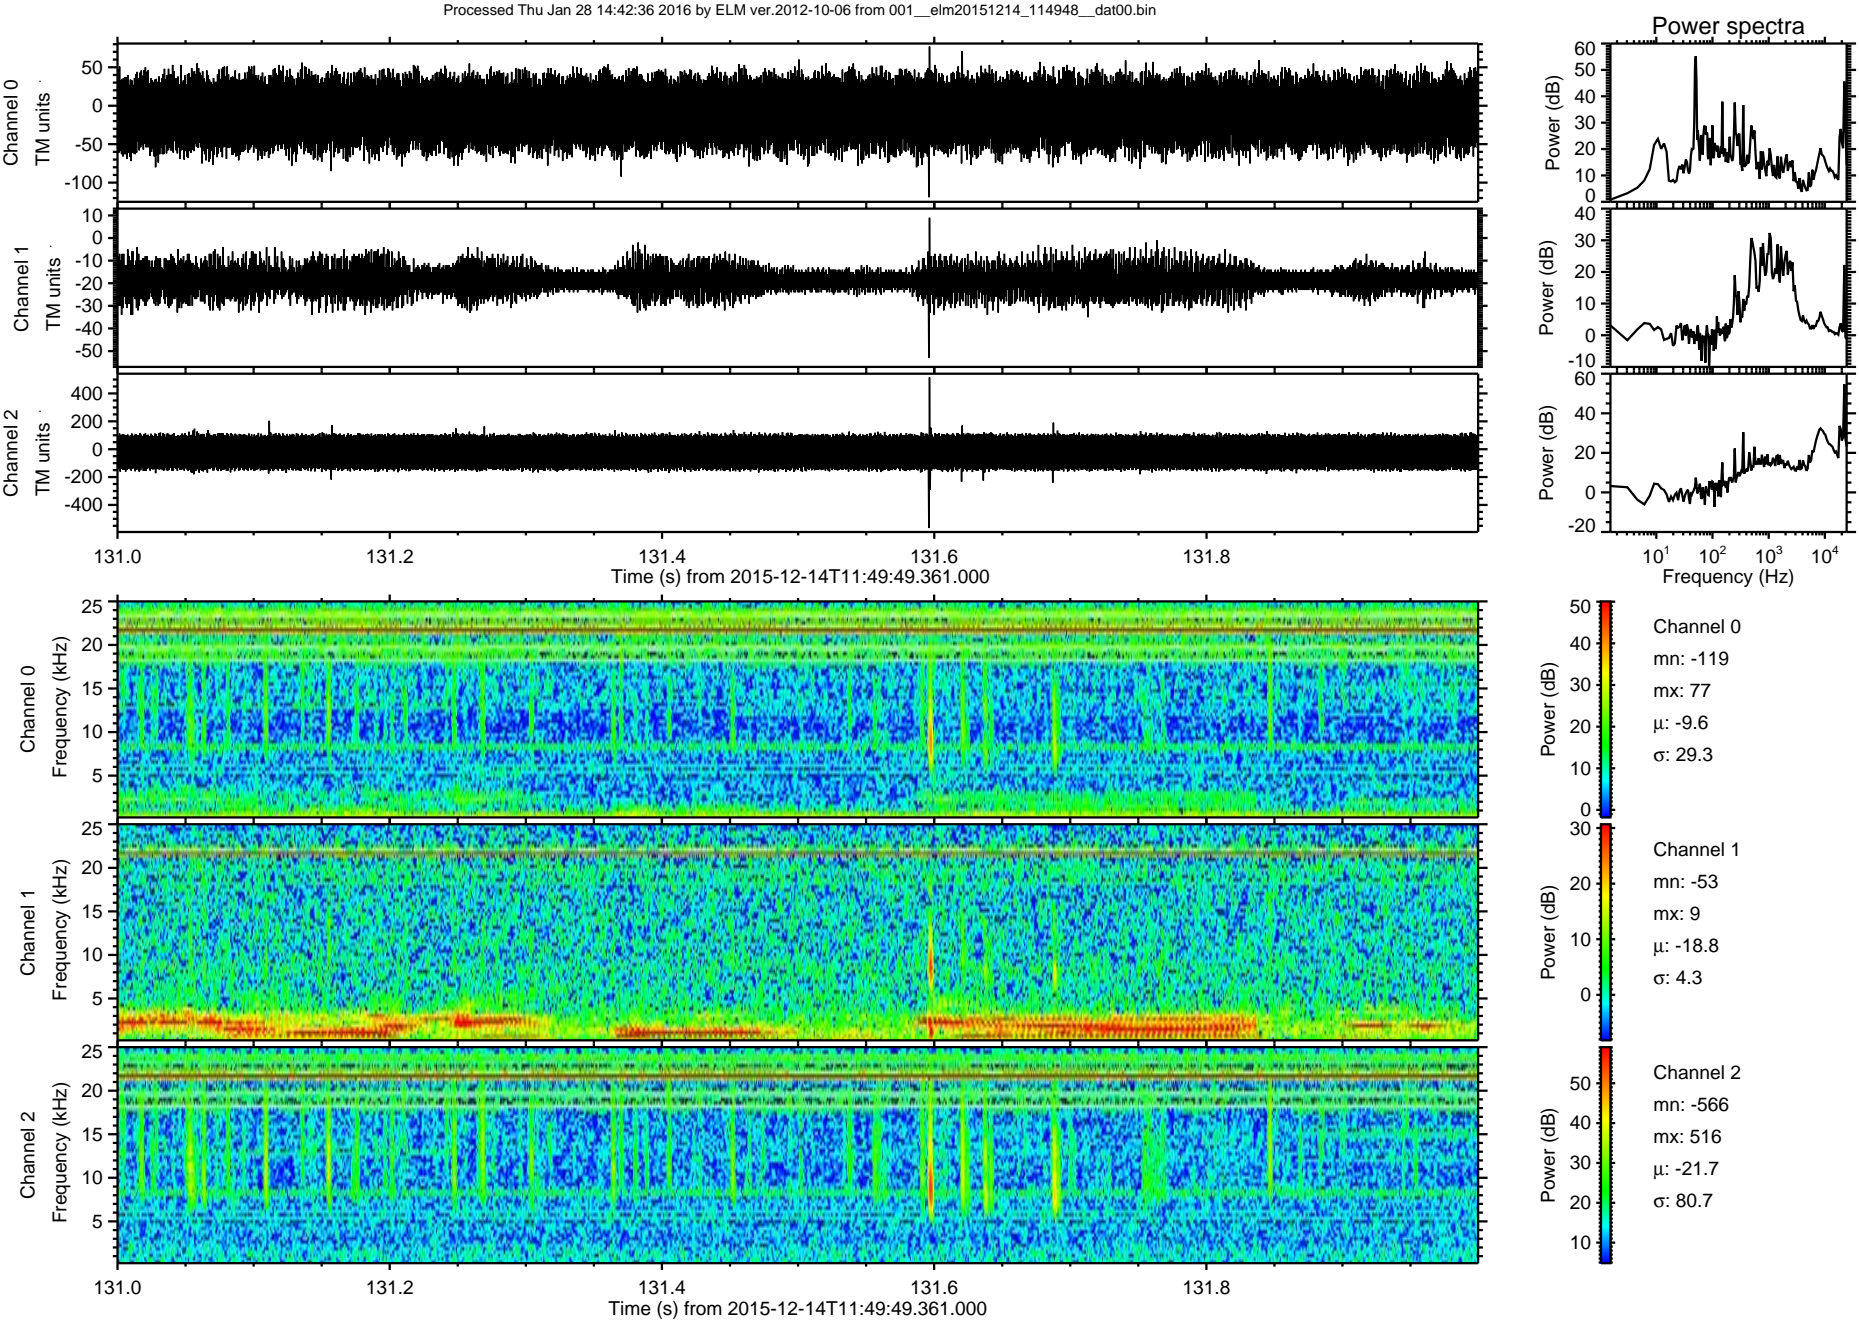 Processed Thu Jan 28 14:42:36 2016 by ELM ver.2012-10-06 from 001__elm20151214_114948__dat00.bin
Power spectra
Channel 0
TM units
50
0
-50
-100
Power (dB)
60
50
40
30
20
10
0
Channel 1
TM units
10
0
-10
-20
-30
-40
-50
Power (dB)
40
30
20
10
0
-10
Channel 2
TM units
400
200
0
-200
-400
Power (dB)
60
40
20
0
-20
131.0 131.2 131.4 131.6 131.8
Time (s) from 2015-12-14T11:49:49.361.000
10¹ 10² 10³ 10⁴
Frequency (Hz)
Channel 0
Frequency (kHz)
25
20
15
10
5
Power (dB)
50
40
30
20
10
0
Channel 0
mn: -119
mx: 77
μ: -9.6
σ: 29.3
Channel 1
Frequency (kHz)
25
20
15
10
5
Power (dB)
30
20
10
0
Channel 1
mn: -53
mx: 9
μ: -18.8
σ: 4.3
Channel 2
Frequency (kHz)
25
20
15
10
5
Power (dB)
50
40
30
20
10
Channel 2
mn: -566
mx: 516
μ: -21.7
σ: 80.7
131.0 131.2 131.4 131.6 131.8
Time (s) from 2015-12-14T11:49:49.361.000